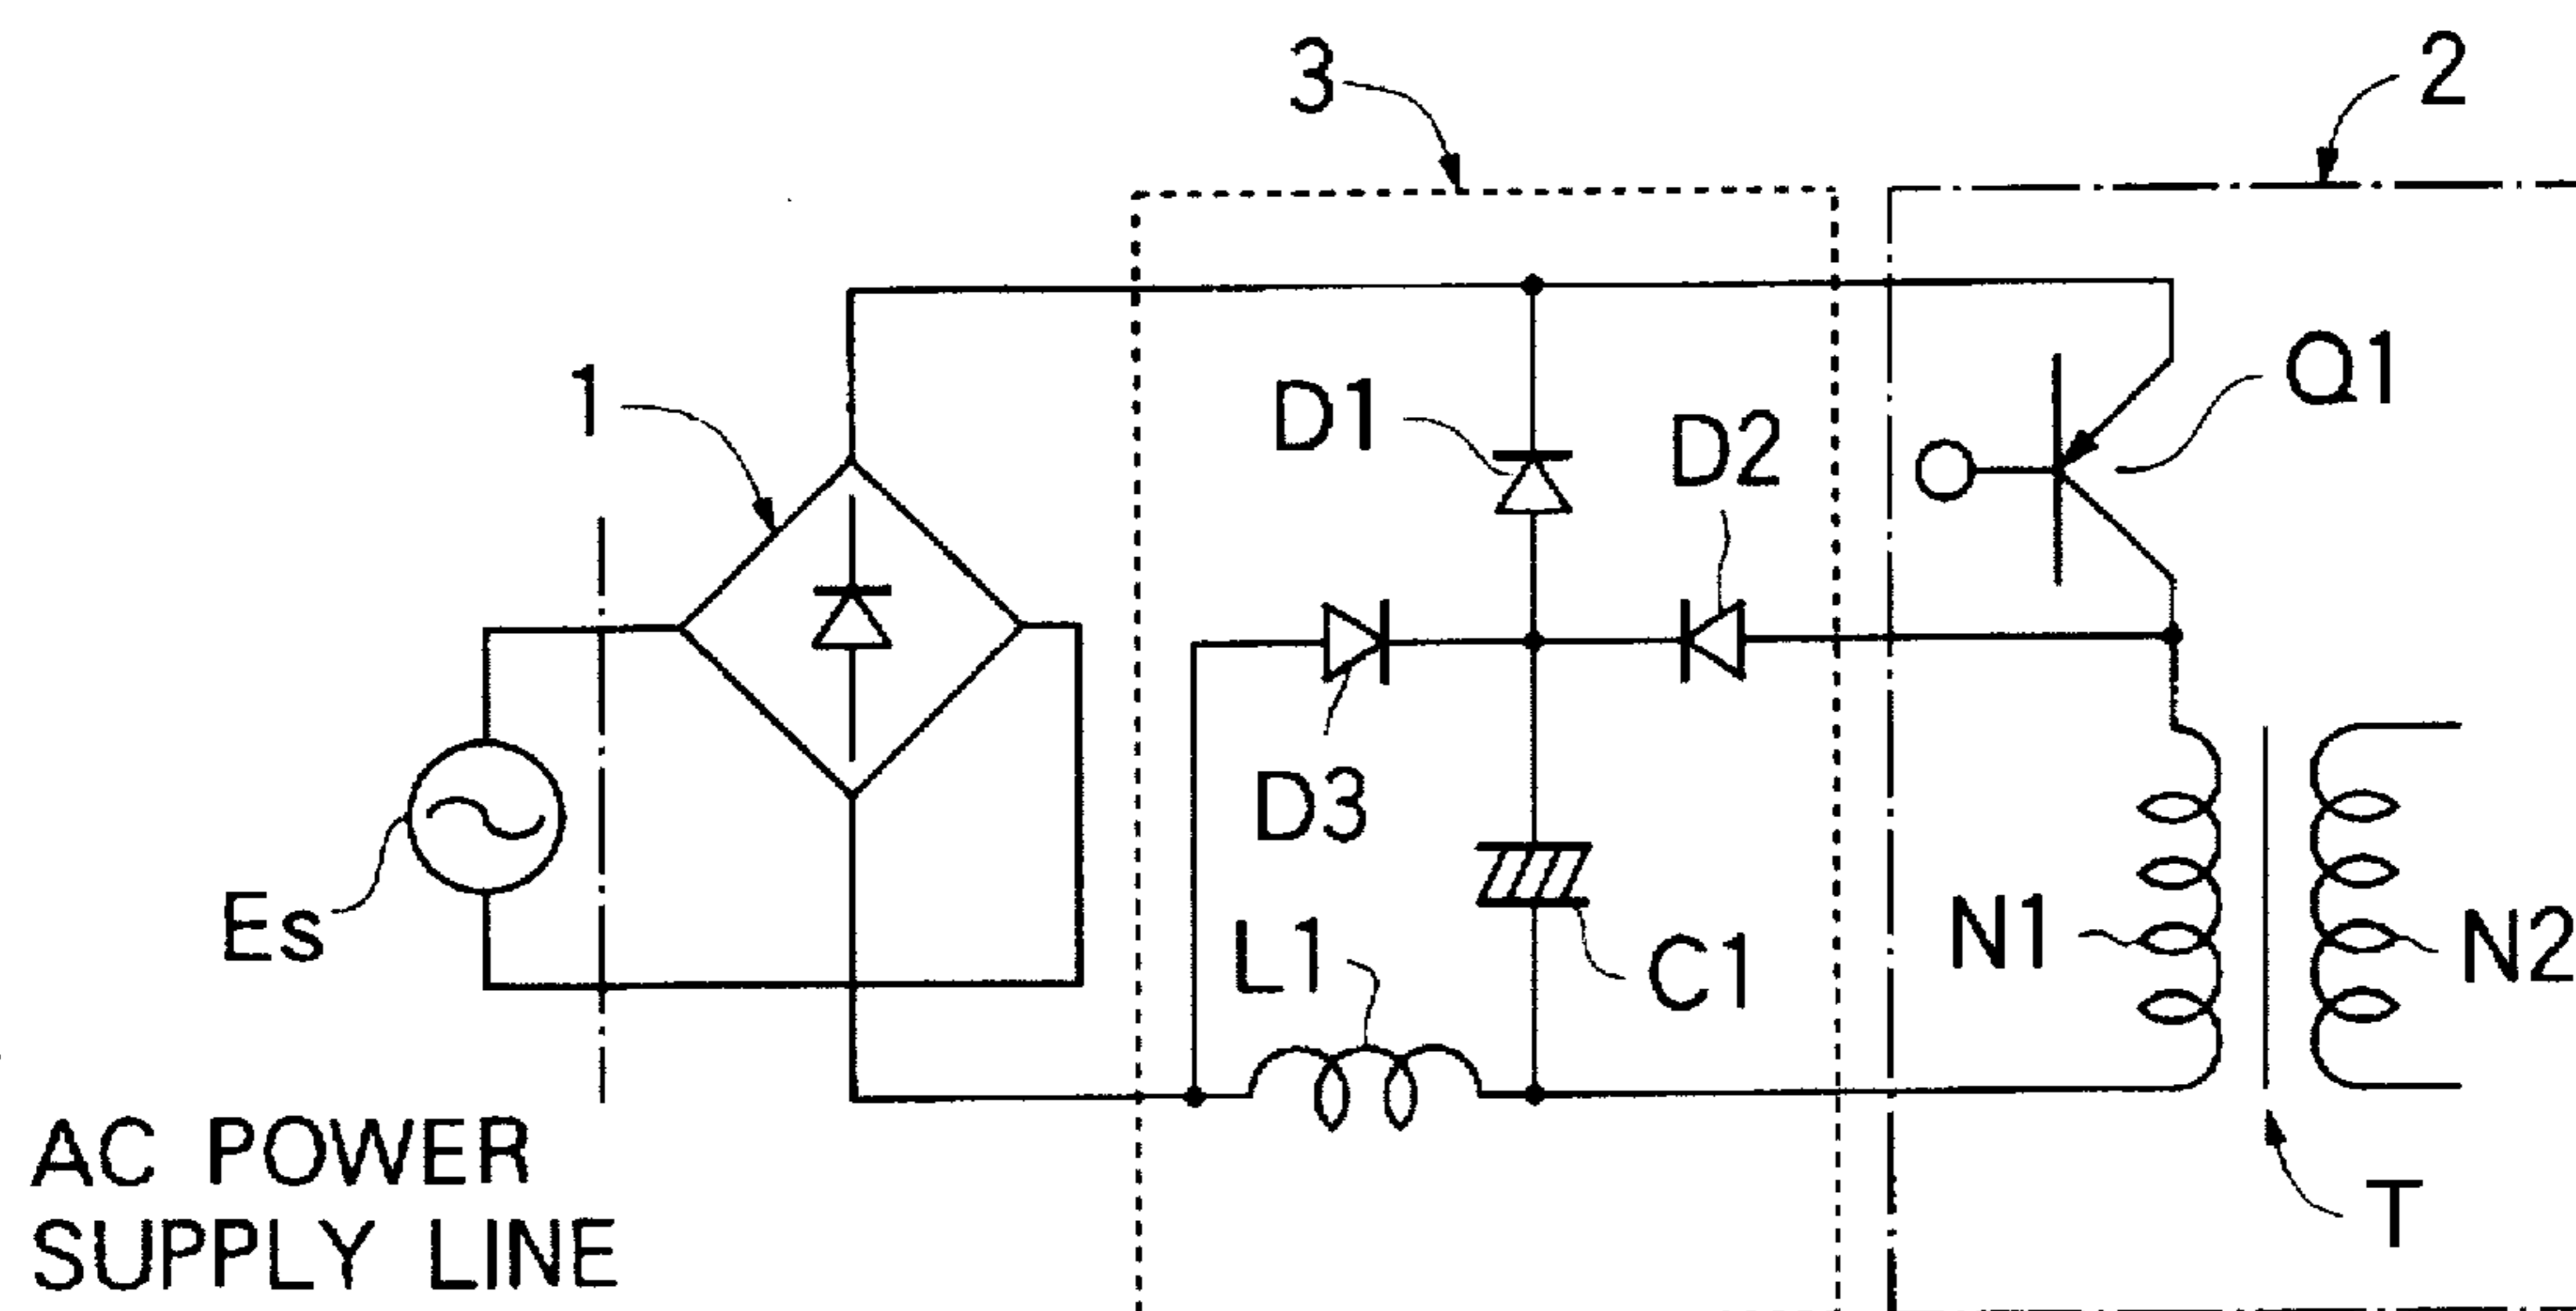 3
2
1
D1
D2
Q1
D3
Es
L1
C1
N1
N2
T
AC POWER
SUPPLY LINE